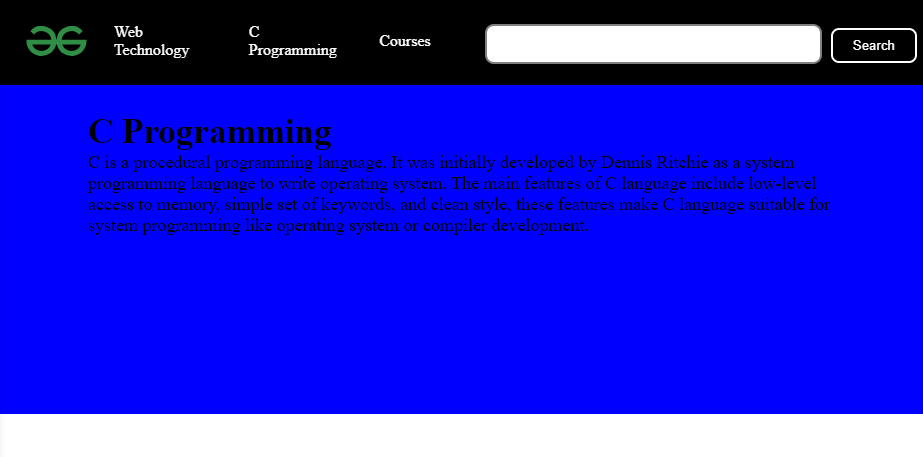 Web
Technology
C
Programming
Courses
Search
C Programming
C is a procedural programming language. It was initially developed by Dennis Ritchie as a system
programming language to write operating system. The main features of C language include low-level
access to memory, simple set of keywords, and clean style, these features make C language suitable for
system programming like operating system or compiler development.